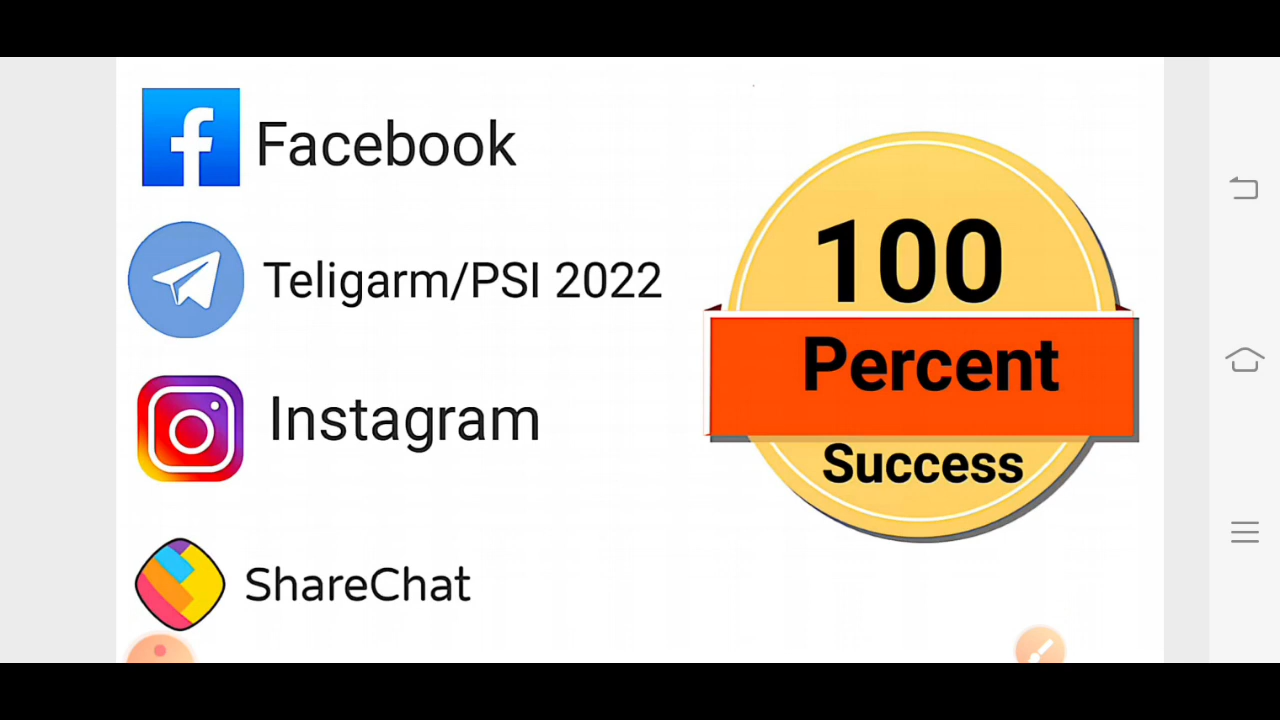 Facebook
Teligarm/PSI 2022
Instagram
ShareChat
100
Percent
Success